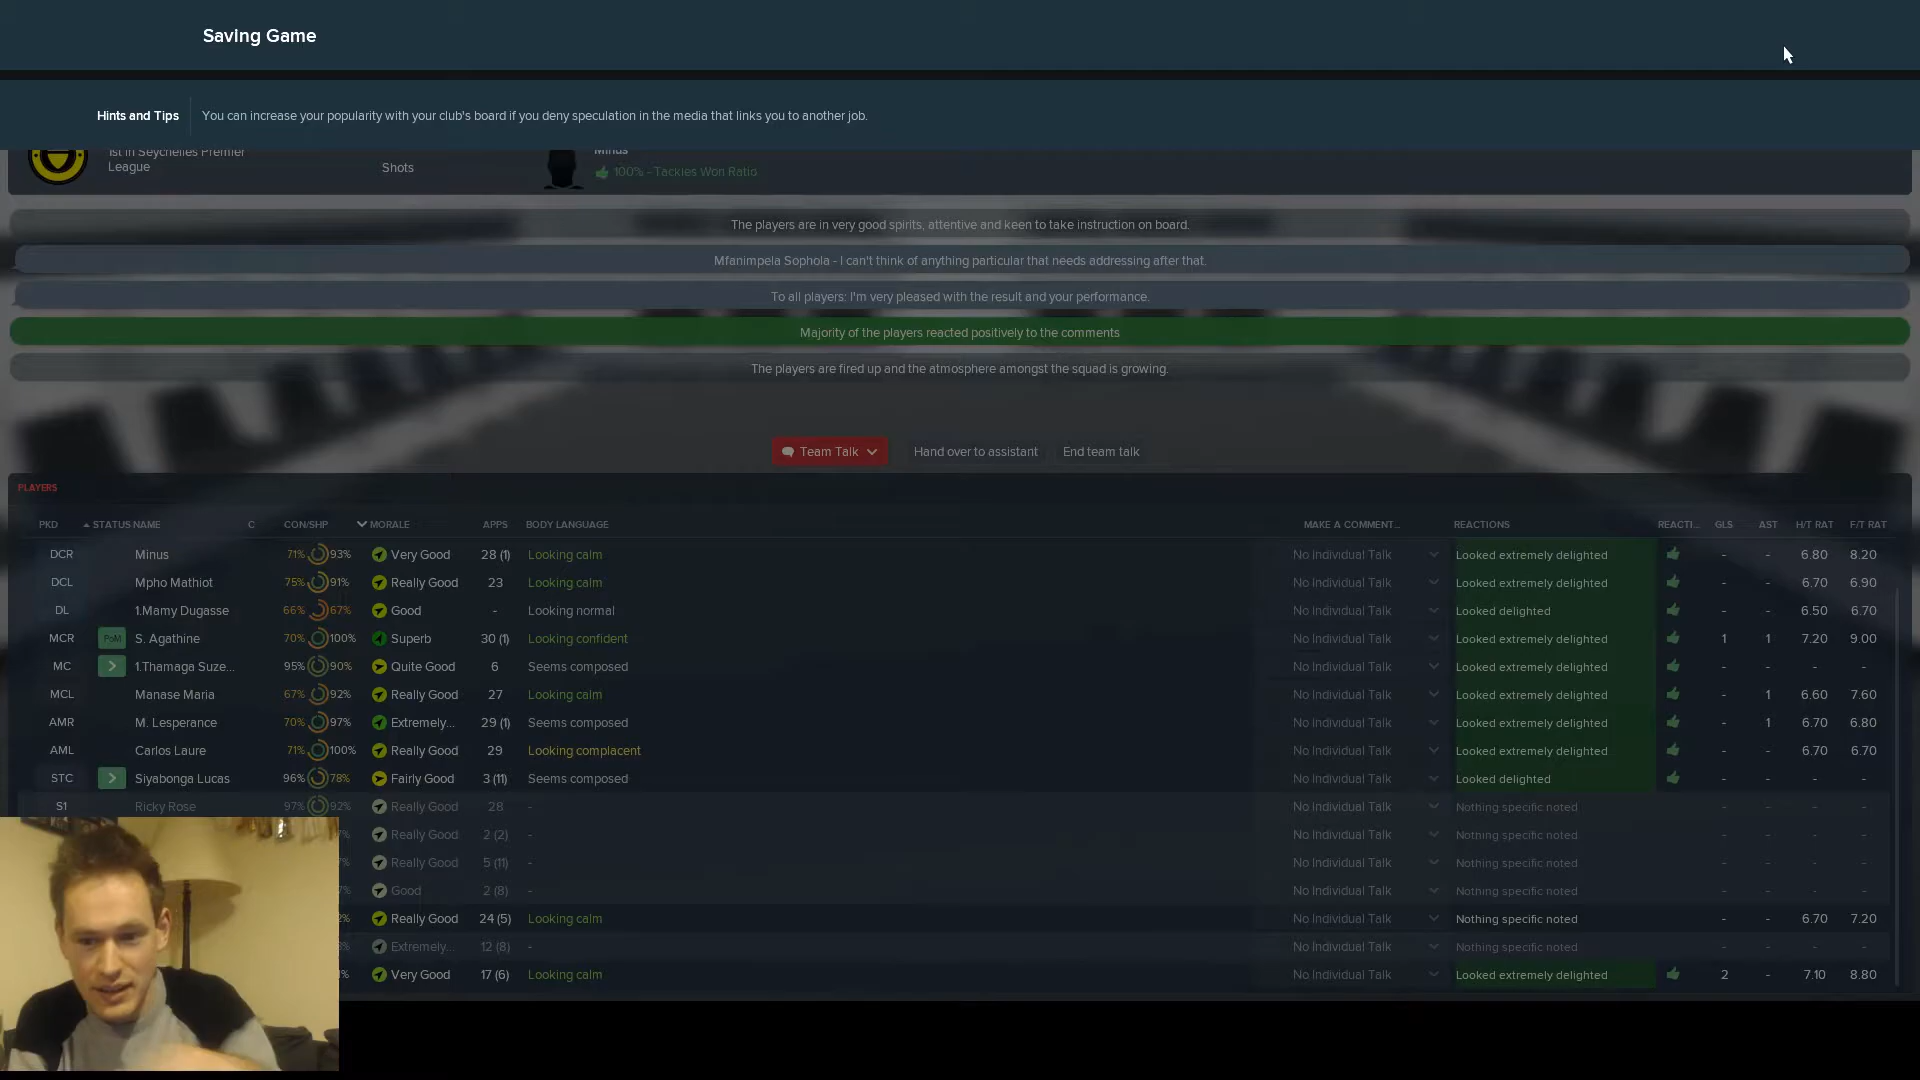 Saving Game
Hints and Tips You can increase your popularity with your club's board if you deny speculation in the media that links you to another job.
1st in Seychelles Premier
League
Shots
Minus
100% - Tackles Won Ratio
The players are in very good spirits, attentive and keen to take instruction on board.
Mfanimpela Sophola - I can't think of anything particular that needs addressing after that.
To all players: I'm very pleased with the result and your performance.
Majority of the players reacted positively to the comments
The players are fired up and the atmosphere amongst the squad is growing.
Team Talk Hand over to assistant End team talk
PLAYERS
PKD STATUS NAME C CON/SHP MORALE APPS BODY LANGUAGE MAKE A COMMENT... REACTIONS REACTI... GLS AST H/T RAT F/T RAT
DCR Minus 71% 93% Very Good 28 (1) Looking calm No Individual Talk Looked extremely delighted - - 6.80 8.20
DCL Mpho Mathiot 75% 91% Really Good 23 Looking calm No Individual Talk Looked extremely delighted - - 6.70 6.90
DL 1.Mamy Dugasse 66% 67% Good - Looking normal No Individual Talk Looked delighted - - 6.50 6.70
MCR PoM S. Agathine 70% 100% Superb 30 (1) Looking confident No Individual Talk Looked extremely delighted 1 1 7.20 9.00
MC 1.Thamaga Suze... 95% 90% Quite Good 6 Seems composed No Individual Talk Looked extremely delighted - - - -
MCL Manase Maria 67% 92% Really Good 27 Looking calm No Individual Talk Looked extremely delighted - 1 6.60 7.60
AMR M. Lesperance 70% 97% Extremely... 29 (1) Seems composed No Individual Talk Looked extremely delighted - 1 6.70 6.80
AML Carlos Laure 71% 100% Really Good 29 Looking complacent No Individual Talk Looked extremely delighted - - 6.70 6.70
STC Siyabonga Lucas 96% 78% Fairly Good 3 (11) Seems composed No Individual Talk Looked delighted - - - -
S1 Ricky Rose 97% 92% Really Good 28 - No Individual Talk Nothing specific noted - - - -
Really Good 2 (2) - No Individual Talk Nothing specific noted - - - -
Really Good 5 (11) - No Individual Talk Nothing specific noted - - - -
Good 2 (8) - No Individual Talk Nothing specific noted - - - -
Really Good 24 (5) Looking calm No Individual Talk Nothing specific noted - - 6.70 7.20
Extremely... 12 (8) - No Individual Talk Nothing specific noted - - - -
Very Good 17 (6) Looking calm No Individual Talk Looked extremely delighted 2 - 7.10 8.80